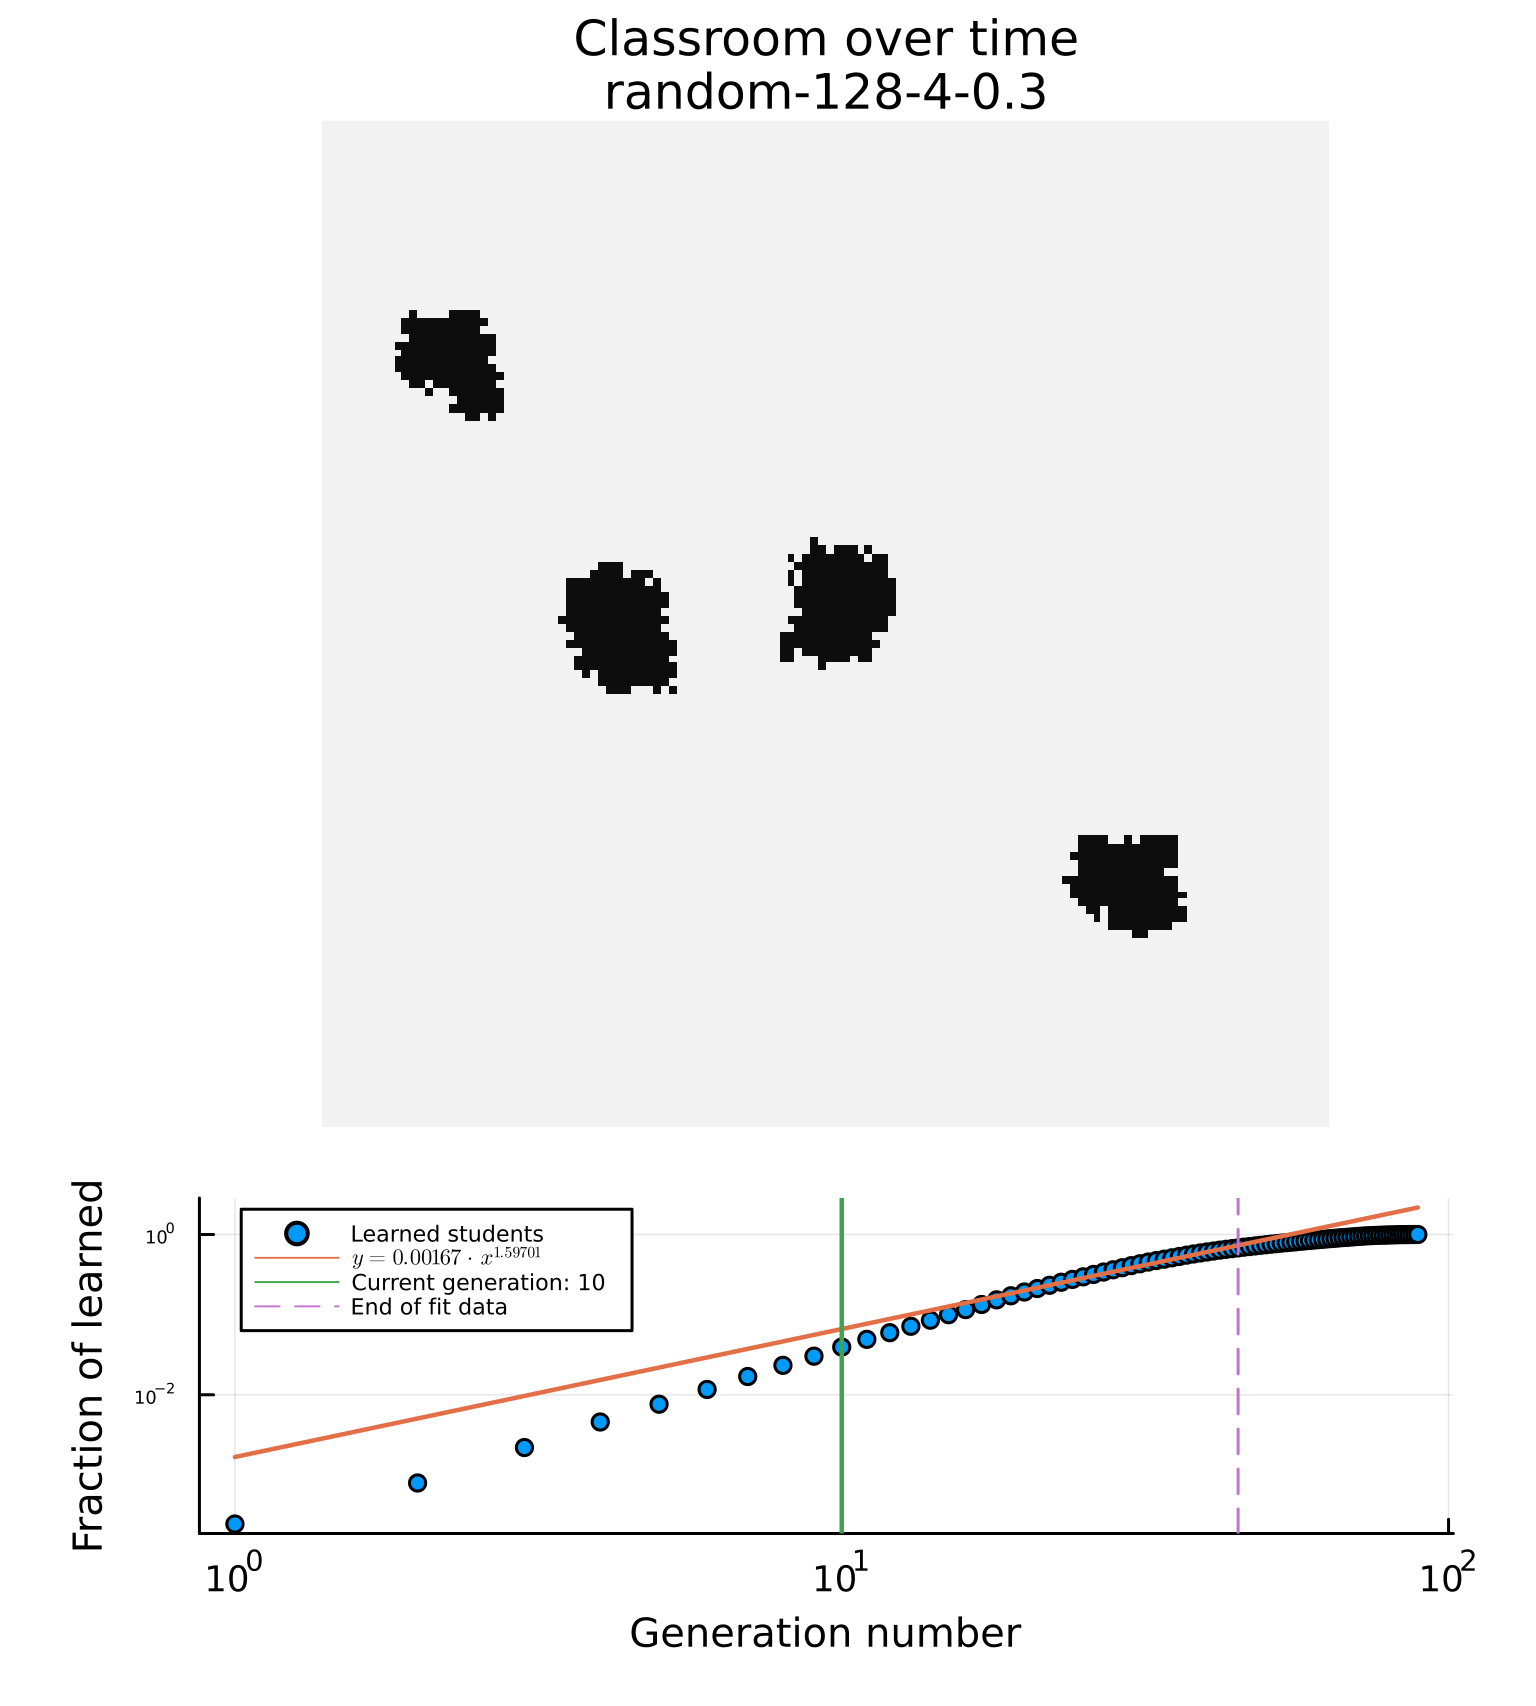 Classroom over time
random-128-4-0.3
Fraction of learned
10^0
10^−2
Learned students
y = 0.00167 · x^1.59701
Current generation: 10
End of fit data
10^0
10^1
10^2
Generation number